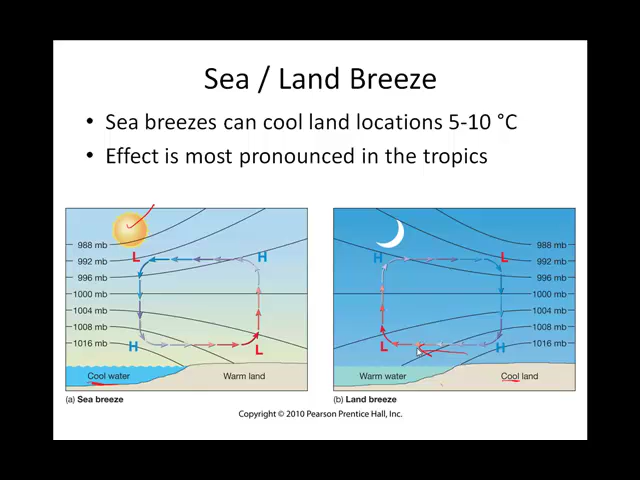 Sea / Land Breeze
• Sea breezes can cool land locations 5-10 °C
• Effect is most pronounced in the tropics
988 mb
992 mb
996 mb
1000 mb
1004 mb
1008 mb
1016 mb
L
H
H
L
Cool water
Warm land
(a) Sea breeze
H
L
L
H
988 mb
992 mb
996 mb
1000 mb
1004 mb
1008 mb
1016 mb
Warm water
Cool land
(b) Land breeze
Copyright © 2010 Pearson Prentice Hall, Inc.